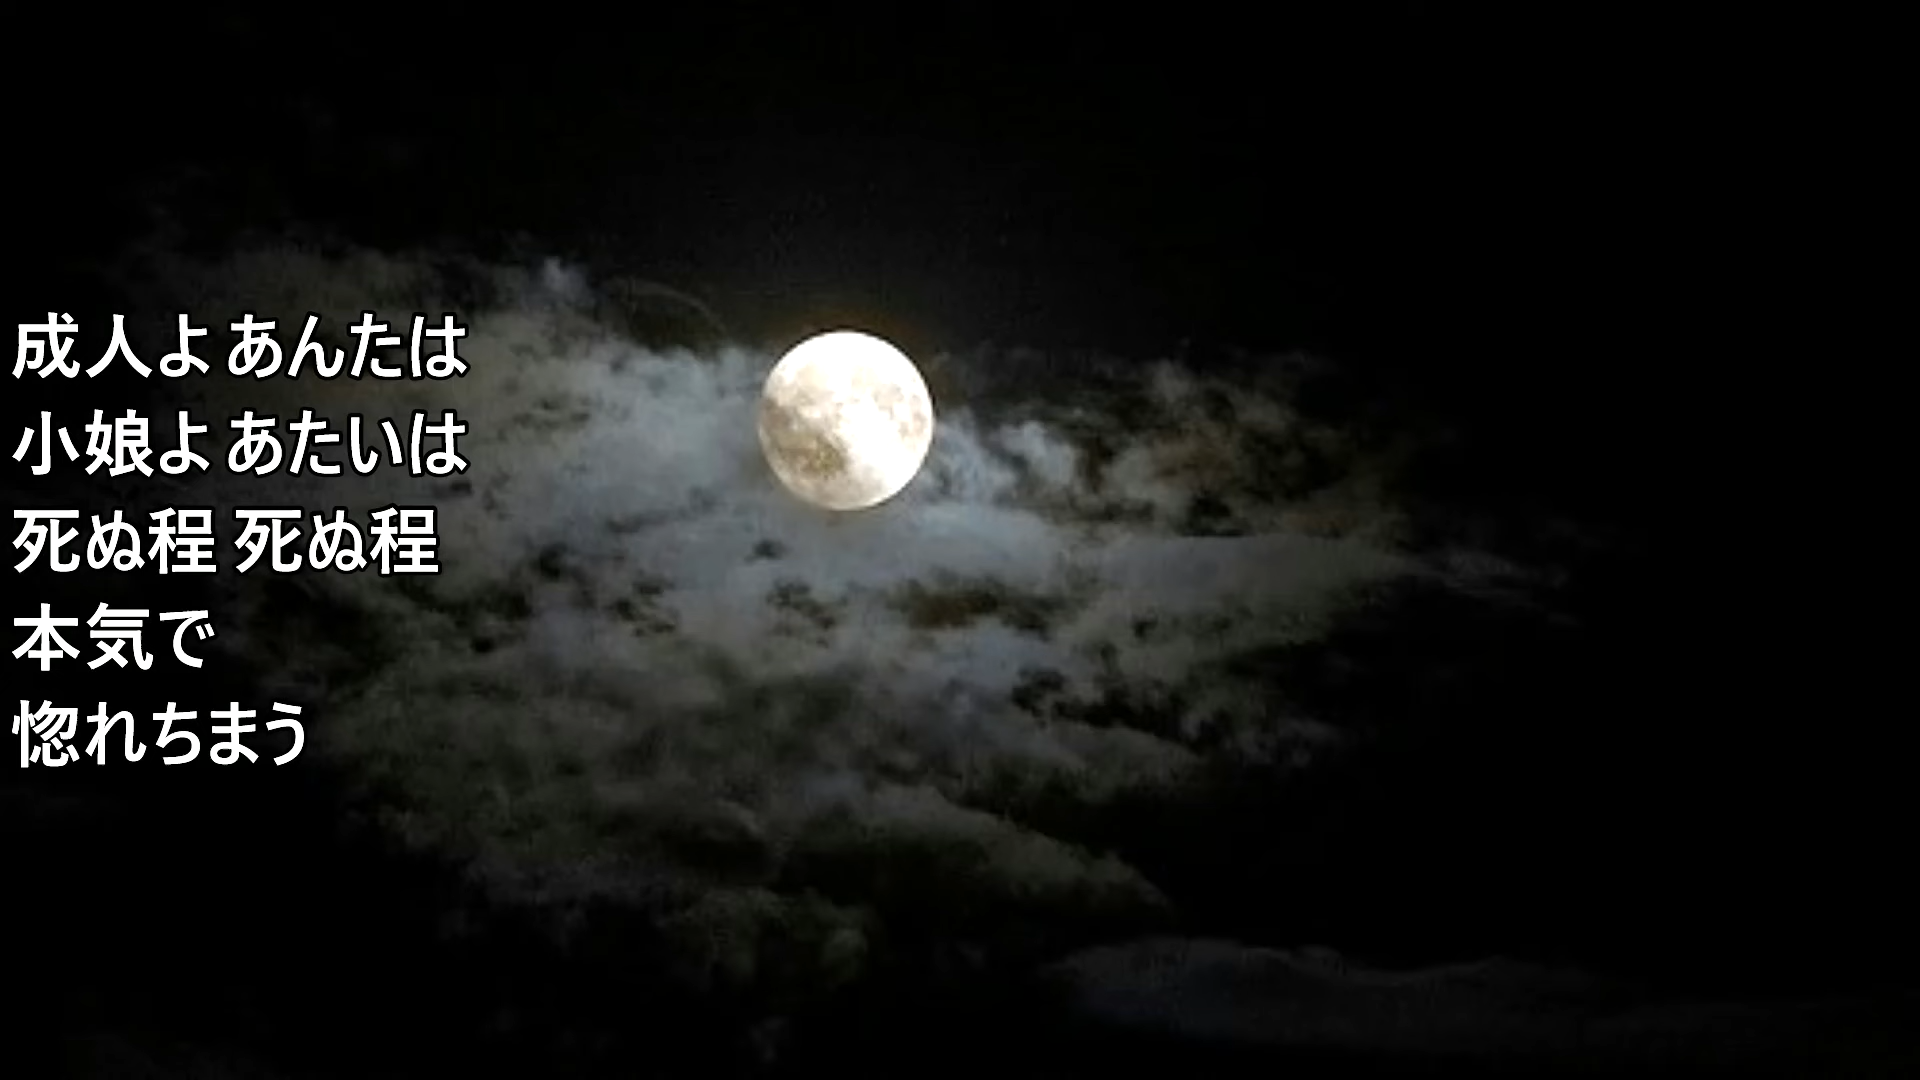 成人よ あんたは
小娘よ あたいは
死ぬ程 死ぬ程
本気で
惚れちまう